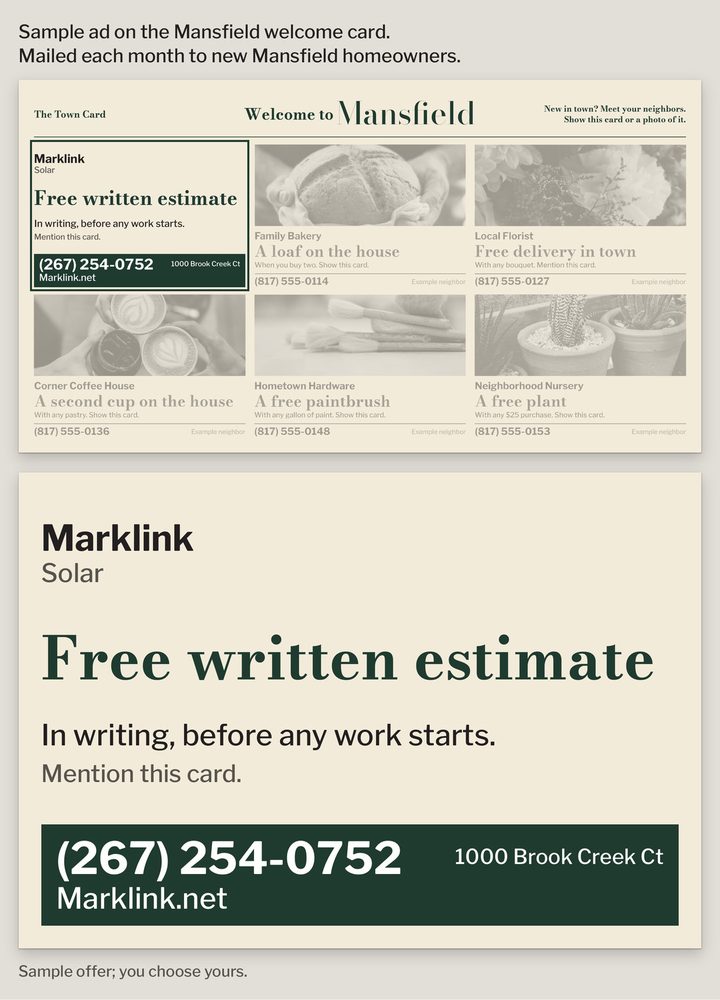 Sample ad on the Mansfield welcome card.
Mailed each month to new Mansfield homeowners.
The Town Card
Welcome to Mansfield
New in town? Meet your neighbors.
Show this card or a photo of it.
Marklink
Solar
Free written estimate
In writing, before any work starts.
Mention this card.
(267) 254-0752
1000 Brook Creek Ct
Marklink.net
Family Bakery
A loaf on the house
When you buy two. Show this card.
(817) 555-0114
Example neighbor
Local Florist
Free delivery in town
With any bouquet. Mention this card.
(817) 555-0127
Example neighbor
Corner Coffee House
A second cup on the house
With any pastry. Show this card.
(817) 555-0136
Example neighbor
Hometown Hardware
A free paintbrush
With any gallon of paint. Show this card.
(817) 555-0148
Example neighbor
Neighborhood Nursery
A free plant
With any $25 purchase. Show this card.
(817) 555-0153
Example neighbor
Marklink
Solar
Free written estimate
In writing, before any work starts.
Mention this card.
(267) 254-0752
1000 Brook Creek Ct
Marklink.net
Sample offer; you choose yours.